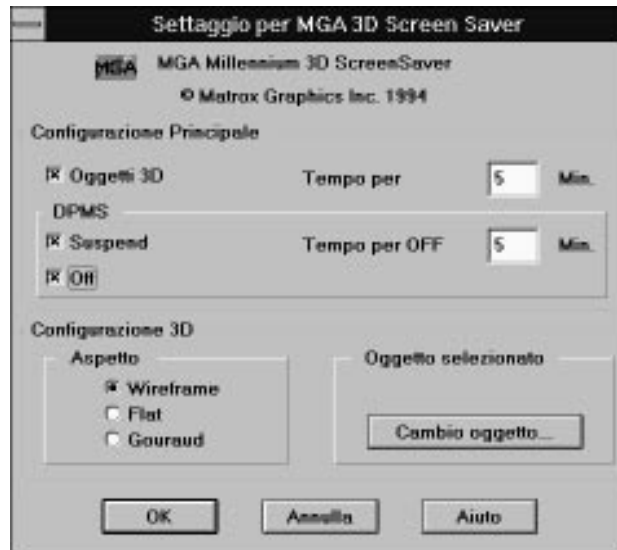 Settaggio per MGA 3D Screen Saver
MGA MGA Millennium 3D ScreenSaver
© Matrox Graphics Inc. 1994
Configurazione Principale
Oggetti 3D Tempo per 5 Min.
DPMS
Suspend Tempo per OFF 5 Min.
Off
Configurazione 3D
Aspetto Oggetto selezionato
Wireframe
Flat
Gouraud
Cambio oggetto...
OK Annulla Aiuto